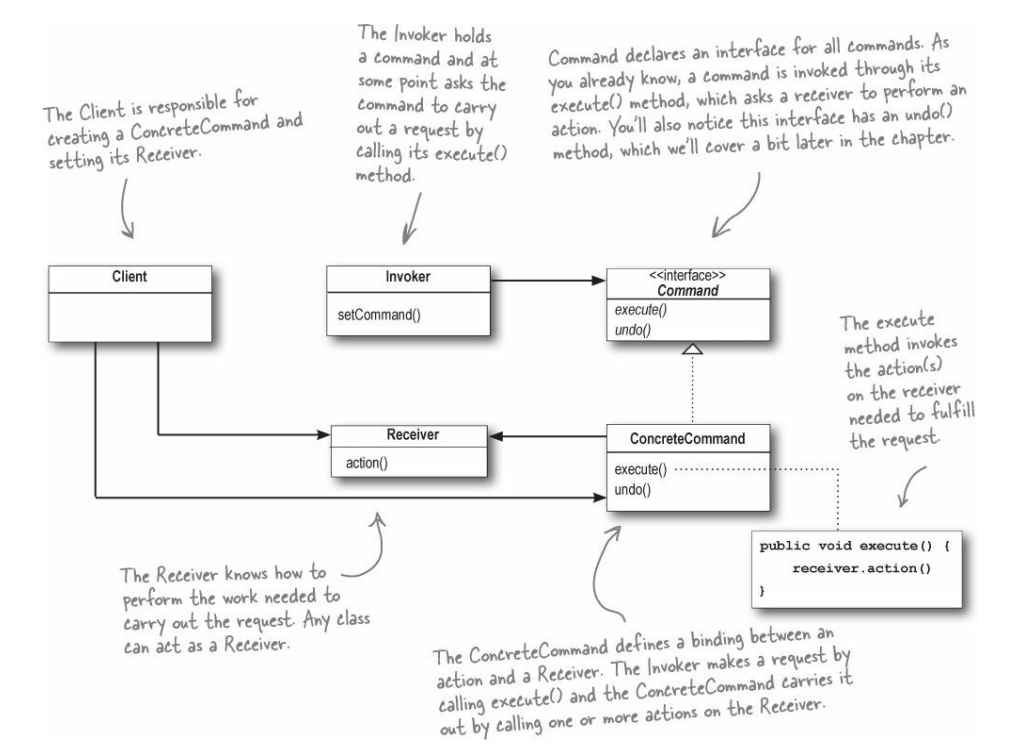 The Client is responsible for
creating a ConcreteCommand and
setting its Receiver.
The Invoker holds
a command and at
some point asks the
command to carry
out a request by
calling its execute()
method.
Command declares an interface for all commands. As
you already know, a command is invoked through its
execute() method, which asks a receiver to perform an
action. You'll also notice this interface has an undo()
method, which we'll cover a bit later in the chapter.
Client
Invoker
setCommand()
<<interface>>
Command
execute()
undo()
The execute
method invokes
the action(s)
on the receiver
needed to fulfill
the request.
Receiver
action()
ConcreteCommand
execute()
undo()
public void execute() {
receiver.action()
}
The Receiver knows how to
perform the work needed to
carry out the request. Any class
can act as a Receiver.
The ConcreteCommand defines a binding between an
action and a Receiver. The Invoker makes a request by
calling execute() and the ConcreteCommand carries it
out by calling one or more actions on the Receiver.